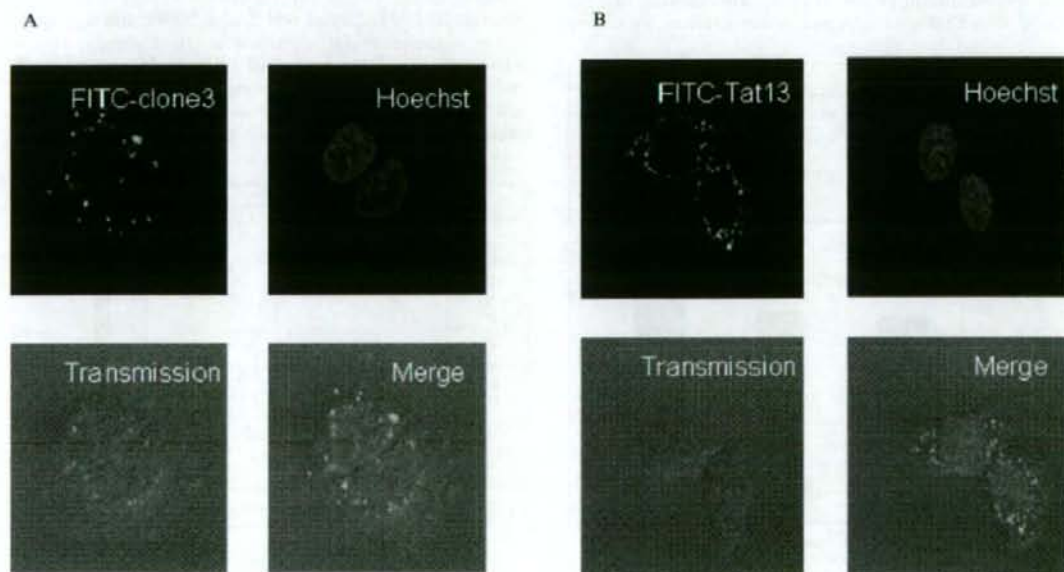 A
B
FITC-clone3
Hoechst
FITC-Tat13
Hoechst
Transmission
Merge
Transmission
Merge